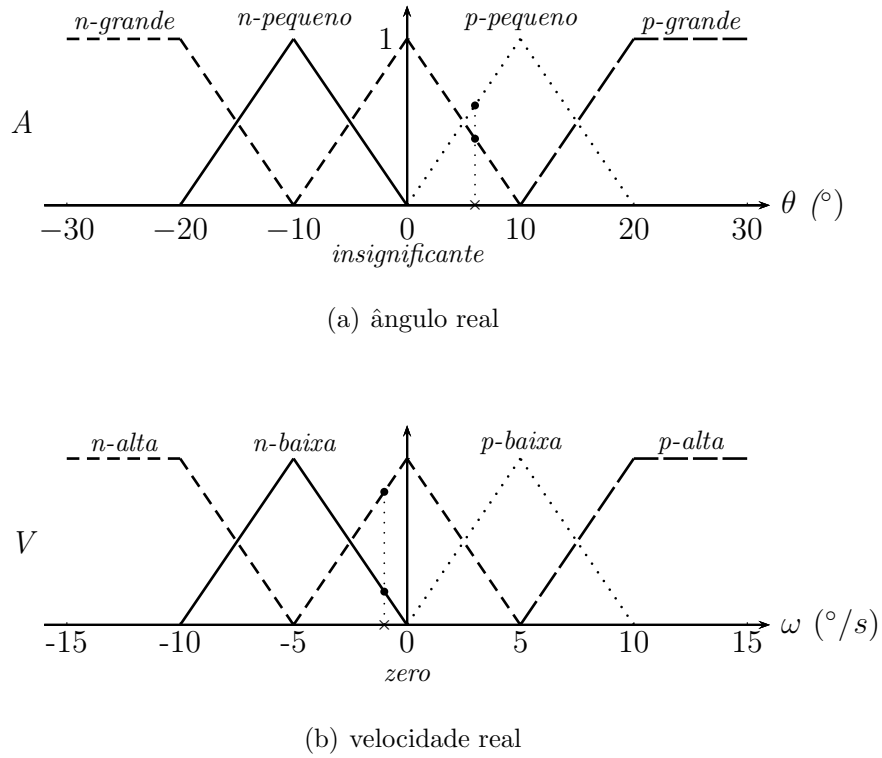 n-grande n-pequeno p-pequeno p-grande
1
A
θ (°)
−30 −20 −10 0 10 20 30
insignificante
(a) ângulo real
n-alta n-baixa p-baixa p-alta
V
ω (°/s)
-15 -10 -5 0 5 10 15
zero
(b) velocidade real